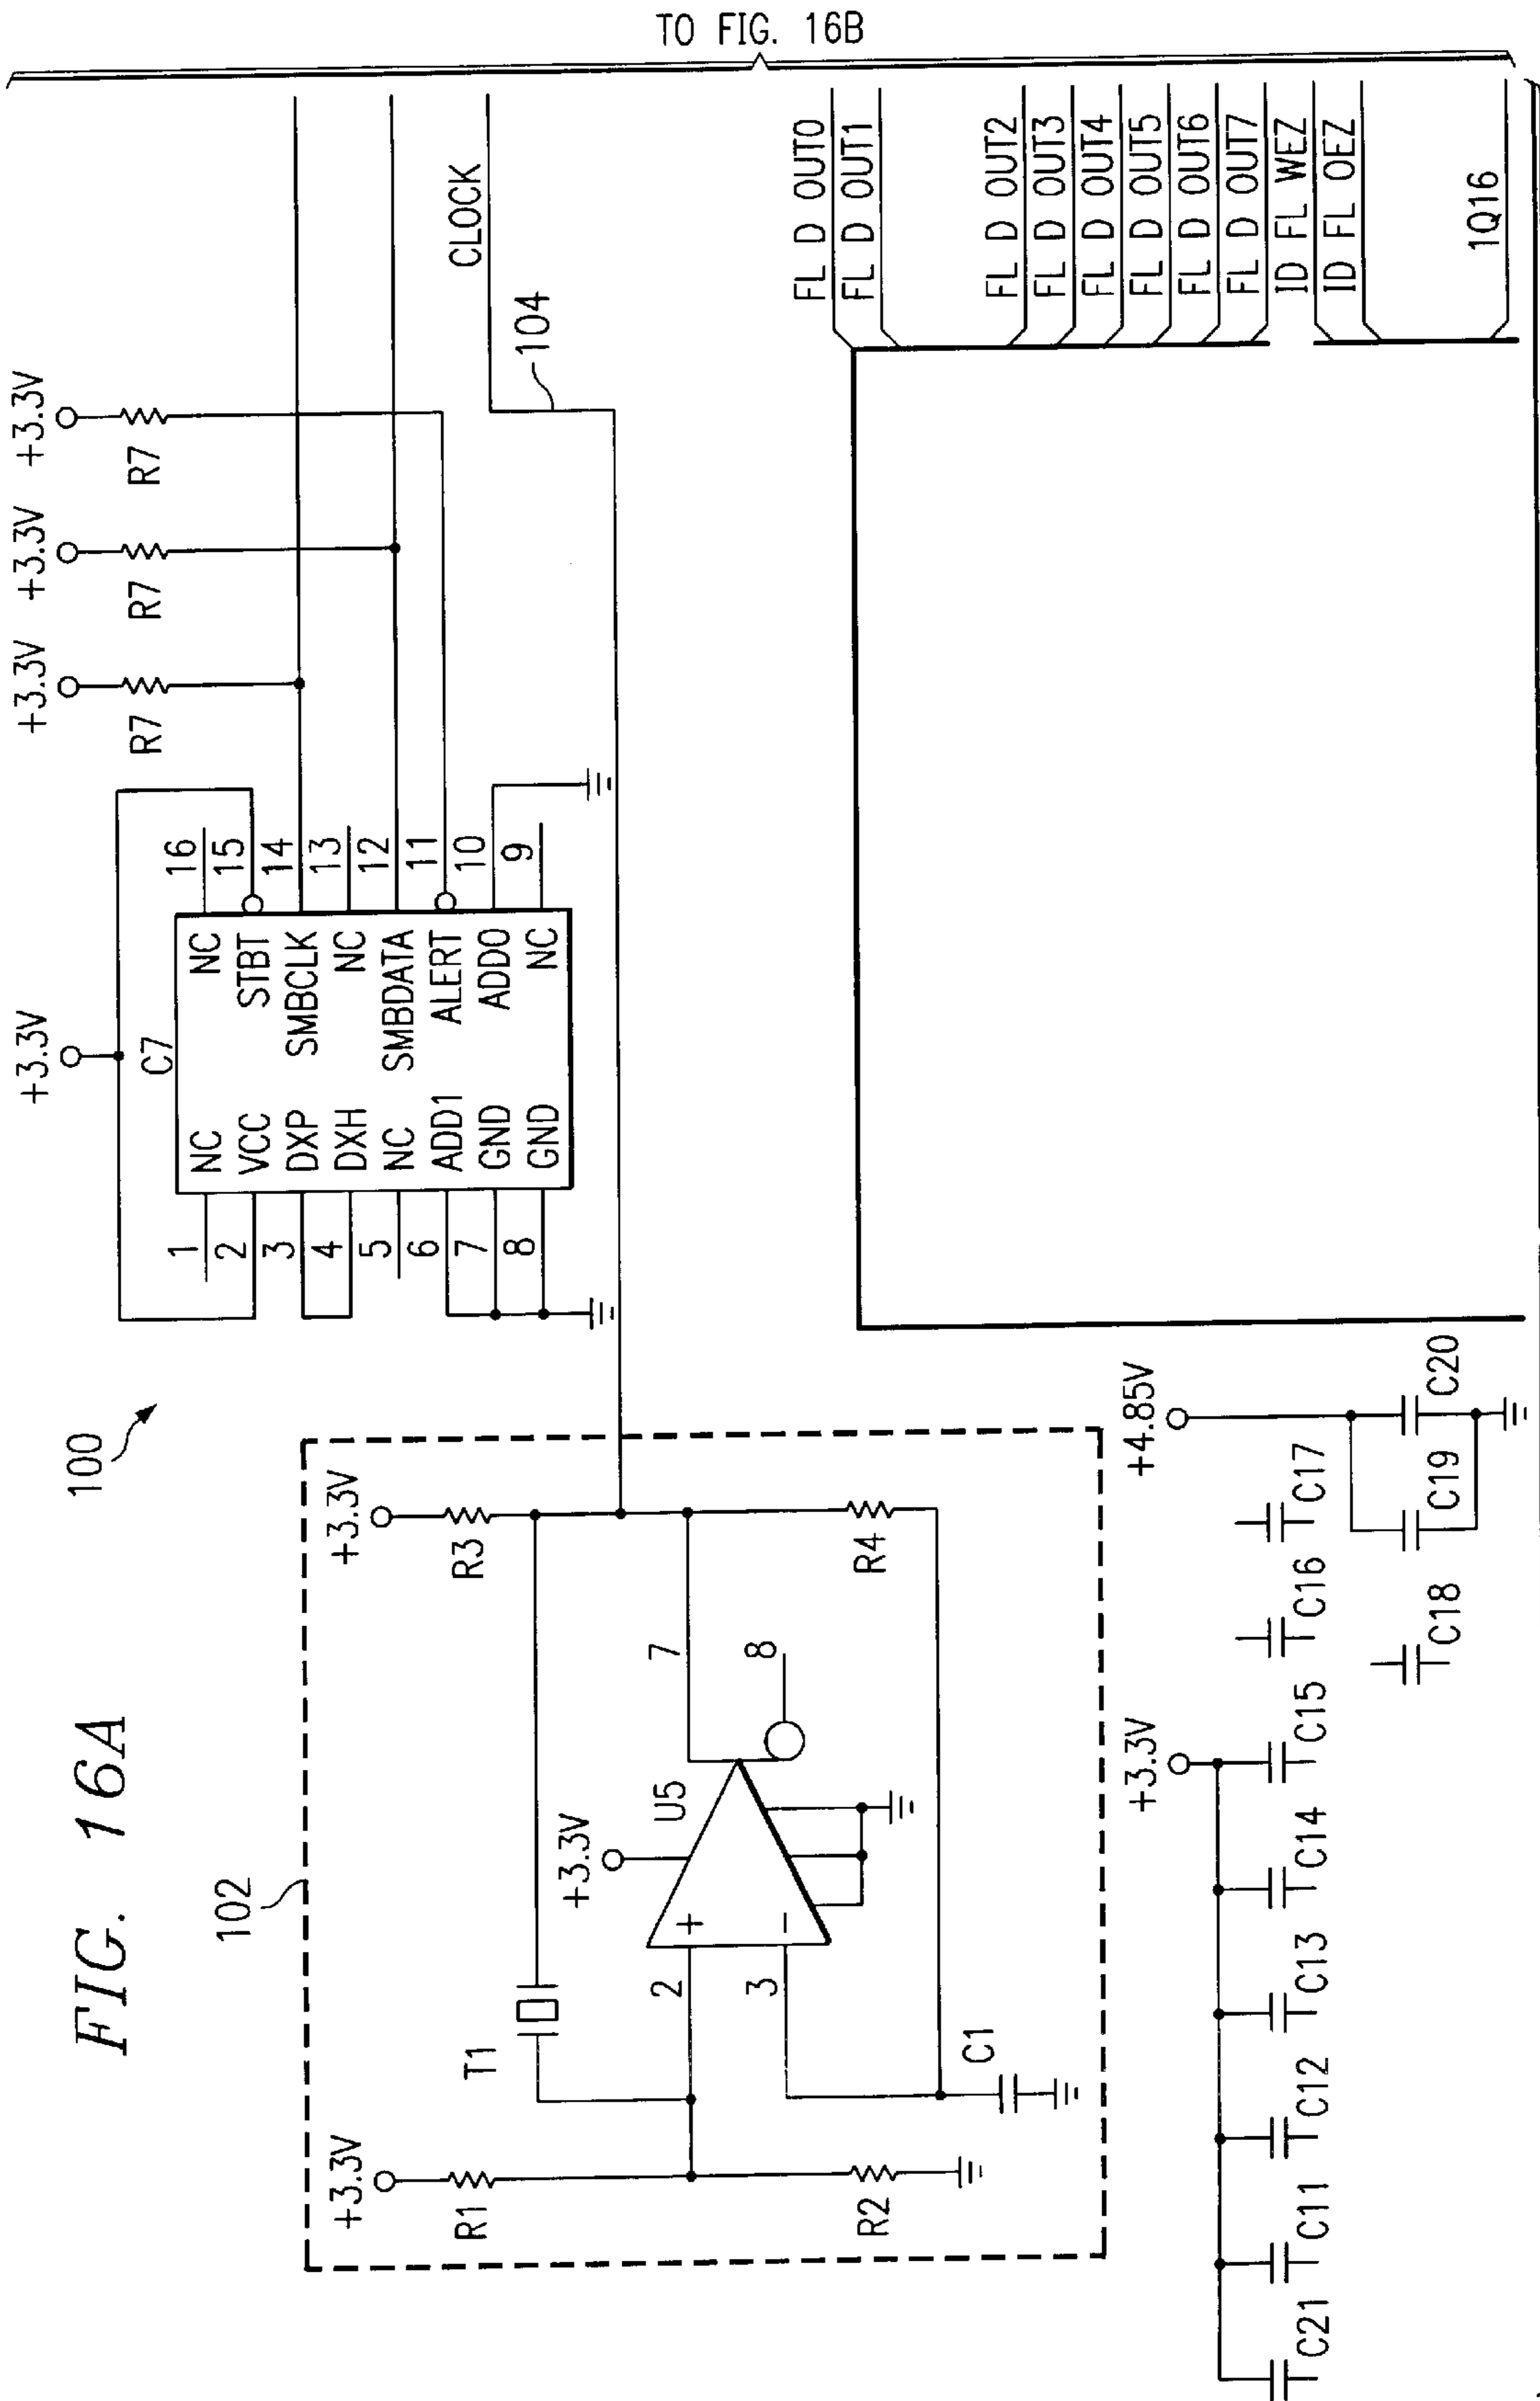 FIG. 16A
100
102
+3.3V
R1
R2
T1
+3.3V
U5
2
+
3
-
7
8
C1
+3.3V
R3
R4
+3.3V
C7
1 NC
2 VCC
3 DXP
4 DXH
5 NC
6 ADD1
7 GND
8 GND
NC 16
STBT 15
SMBCLK 14
NC 13
SMBDATA 12
ALERT 11
ADD0 10
NC 9
+3.3V +3.3V +3.3V
R7 R7 R7
CLOCK
104
TO FIG. 16B
FL D OUT0
FL D OUT1
FL D OUT2
FL D OUT3
FL D OUT4
FL D OUT5
FL D OUT6
FL D OUT7
ID FL WEZ
ID FL OEZ
1Q16
+3.3V
C21 C11 C12 C13 C14 C15 C16 C17
+4.85V
C18 C19 C20